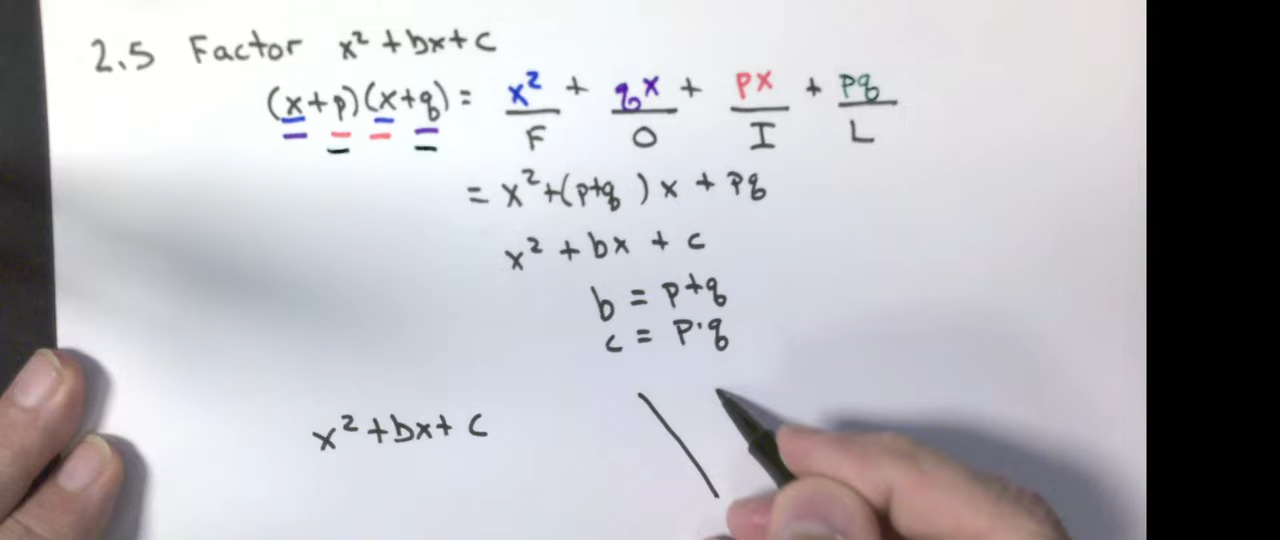 2.5 Factor x² + bx + c
(x+p)(x+q) = x² + qx + px + pq
F O I L
= x² + (p+q)x + pq
x² + bx + c
b = p+q
c = p·q
x² + bx + c